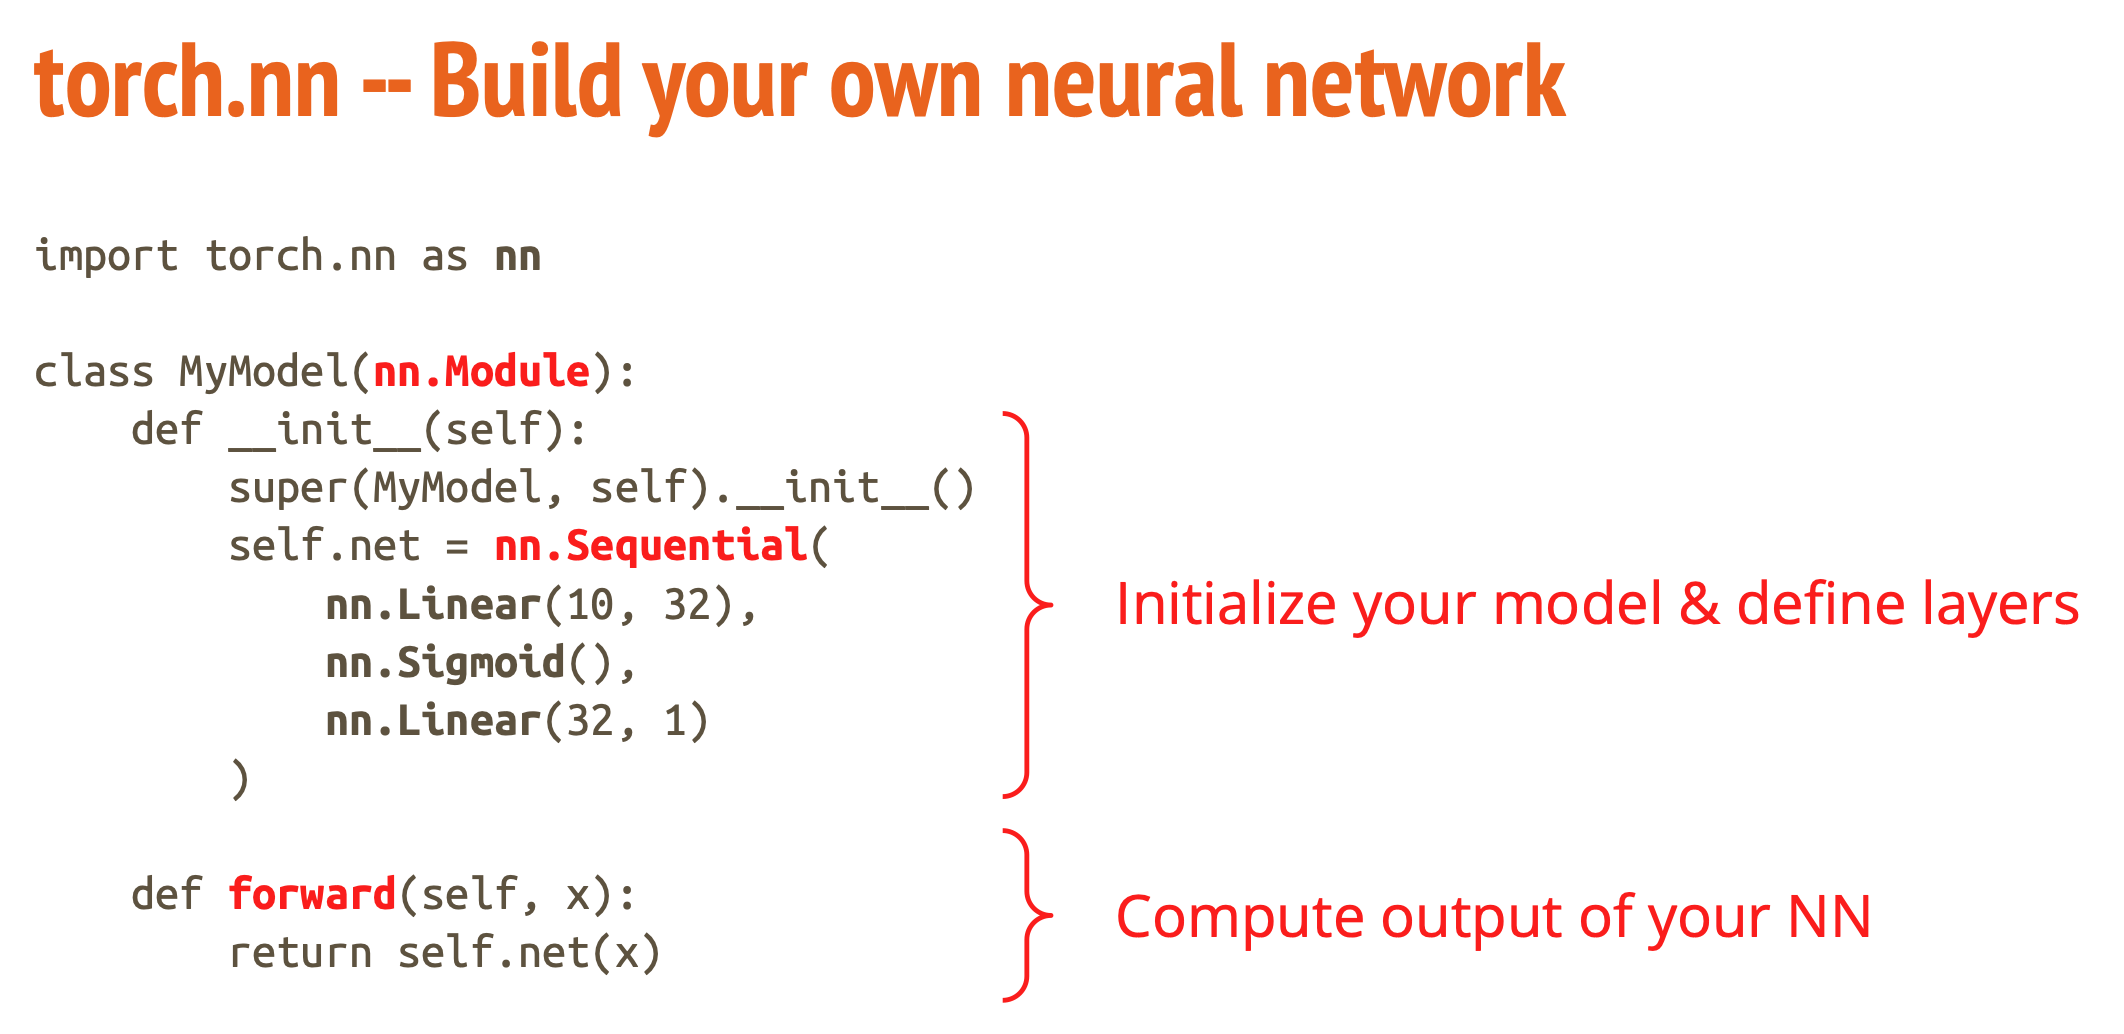 torch.nn -- Build your own neural network
import torch.nn as nn
class MyModel(nn.Module):
    def __init__(self):
        super(MyModel, self).__init__()
        self.net = nn.Sequential(
            nn.Linear(10, 32),
            nn.Sigmoid(),
            nn.Linear(32, 1)
        )
Initialize your model & define layers
    def forward(self, x):
        return self.net(x)
Compute output of your NN